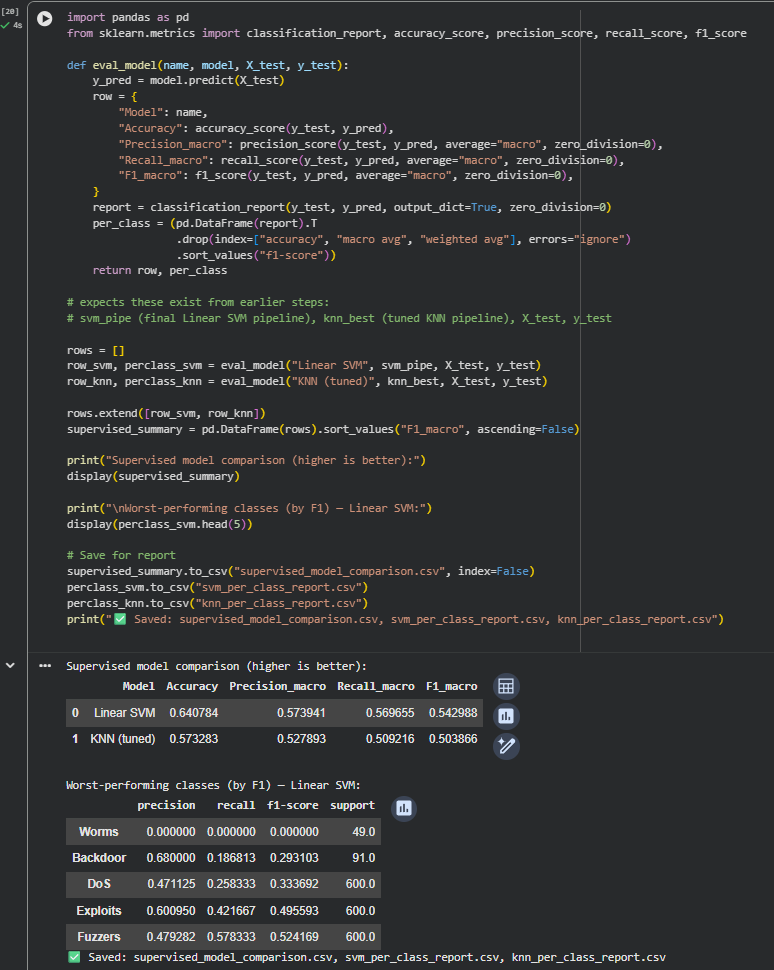 [20]
4s
import pandas as pd
from sklearn.metrics import classification_report, accuracy_score, precision_score, recall_score, f1_score

def eval_model(name, model, X_test, y_test):
    y_pred = model.predict(X_test)
    row = {
        "Model": name,
        "Accuracy": accuracy_score(y_test, y_pred),
        "Precision_macro": precision_score(y_test, y_pred, average="macro", zero_division=0),
        "Recall_macro": recall_score(y_test, y_pred, average="macro", zero_division=0),
        "F1_macro": f1_score(y_test, y_pred, average="macro", zero_division=0),
    }
    report = classification_report(y_test, y_pred, output_dict=True, zero_division=0)
    per_class = (pd.DataFrame(report).T
                 .drop(index=["accuracy", "macro avg", "weighted avg"], errors="ignore")
                 .sort_values("f1-score"))
    return row, per_class

# expects these exist from earlier steps:
# svm_pipe (final Linear SVM pipeline), knn_best (tuned KNN pipeline), X_test, y_test

rows = []
row_svm, perclass_svm = eval_model("Linear SVM", svm_pipe, X_test, y_test)
row_knn, perclass_knn = eval_model("KNN (tuned)", knn_best, X_test, y_test)

rows.extend([row_svm, row_knn])
supervised_summary = pd.DataFrame(rows).sort_values("F1_macro", ascending=False)

print("Supervised model comparison (higher is better):")
display(supervised_summary)

print("\nWorst-performing classes (by F1) — Linear SVM:")
display(perclass_svm.head(5))

# Save for report
supervised_summary.to_csv("supervised_model_comparison.csv", index=False)
perclass_svm.to_csv("svm_per_class_report.csv")
perclass_knn.to_csv("knn_per_class_report.csv")
print("✅ Saved: supervised_model_comparison.csv, svm_per_class_report.csv, knn_per_class_report.csv")

Supervised model comparison (higher is better):
Model Accuracy Precision_macro Recall_macro F1_macro
0 Linear SVM 0.640784 0.573941 0.569655 0.542988
1 KNN (tuned) 0.573283 0.527893 0.509216 0.503866

Worst-performing classes (by F1) — Linear SVM:
precision recall f1-score support
Worms 0.000000 0.000000 0.000000 49.0
Backdoor 0.680000 0.186813 0.293103 91.0
DoS 0.471125 0.258333 0.333692 600.0
Exploits 0.600950 0.421667 0.495593 600.0
Fuzzers 0.479282 0.578333 0.524169 600.0
✅ Saved: supervised_model_comparison.csv, svm_per_class_report.csv, knn_per_class_report.csv